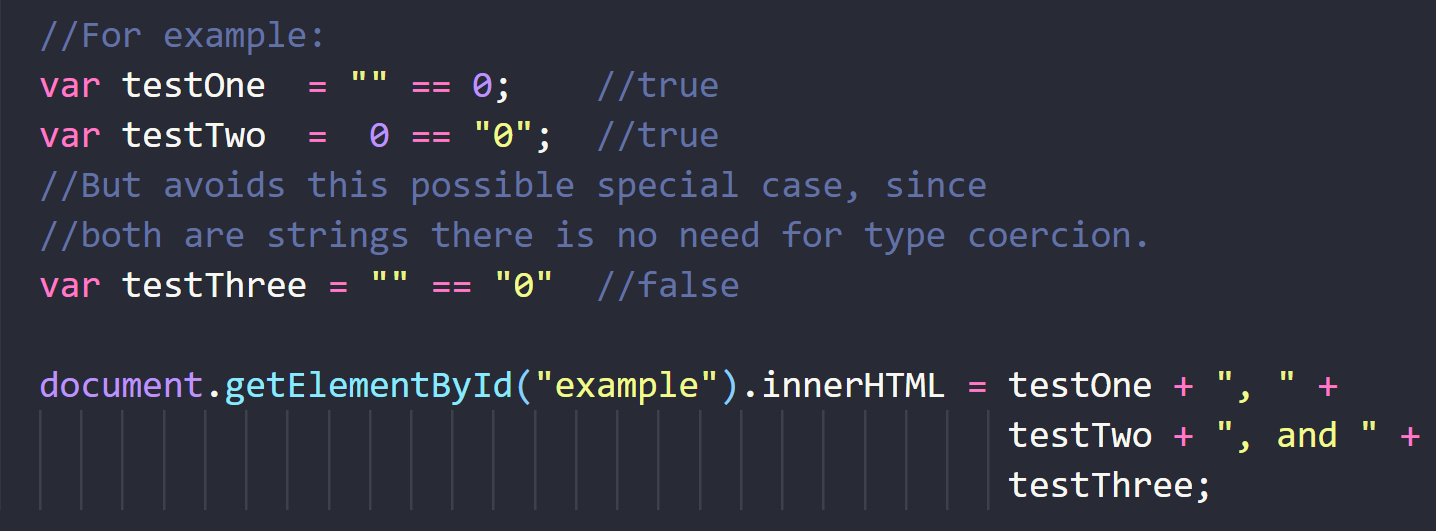 //For example:
var testOne  = "" == 0;    //true
var testTwo  =  0 == "0";  //true
//But avoids this possible special case, since
//both are strings there is no need for type coercion.
var testThree = "" == "0"  //false
document.getElementById("example").innerHTML = testOne + ", " +
testTwo + ", and " +
testThree;